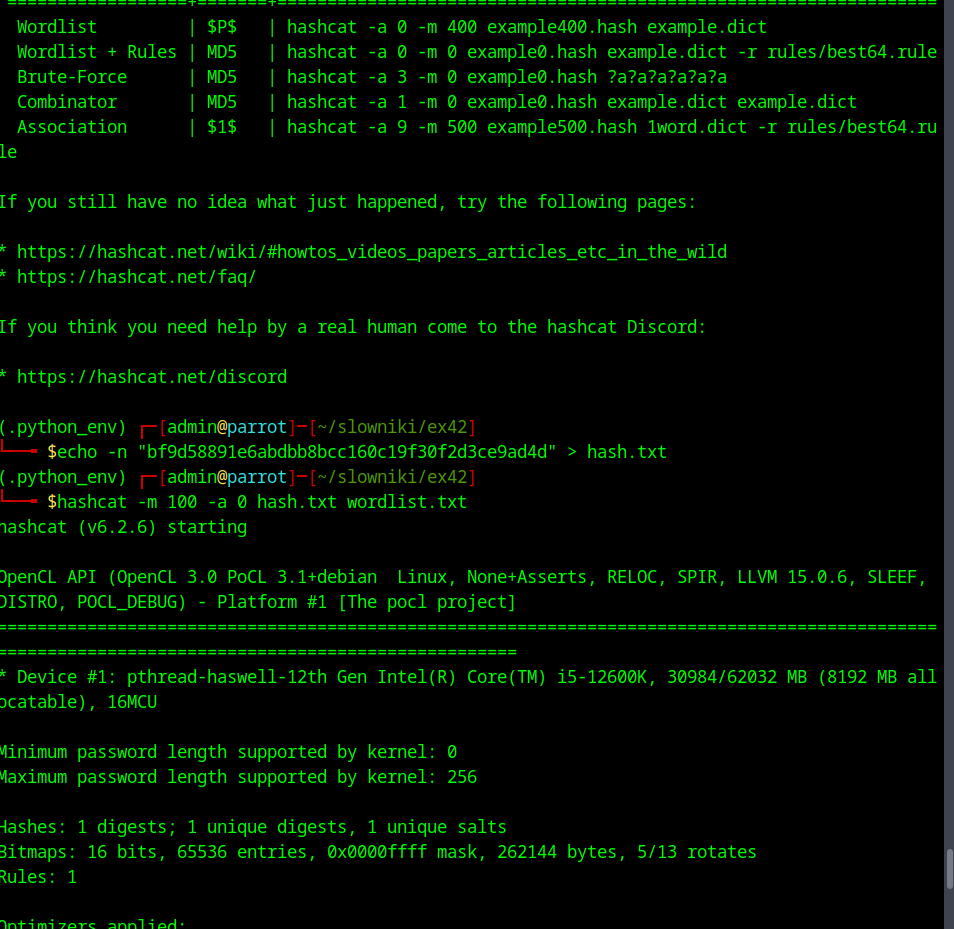 ==================+=======+==================================================================
  Wordlist         | $P$   | hashcat -a 0 -m 400 example400.hash example.dict
  Wordlist + Rules | MD5   | hashcat -a 0 -m 0 example0.hash example.dict -r rules/best64.rule
  Brute-Force      | MD5   | hashcat -a 3 -m 0 example0.hash ?a?a?a?a?a?a
  Combinator       | MD5   | hashcat -a 1 -m 0 example0.hash example.dict example.dict
  Association      | $1$   | hashcat -a 9 -m 500 example500.hash 1word.dict -r rules/best64.ru
le

If you still have no idea what just happened, try the following pages:

* https://hashcat.net/wiki/#howtos_videos_papers_articles_etc_in_the_wild
* https://hashcat.net/faq/

If you think you need help by a real human come to the hashcat Discord:

* https://hashcat.net/discord

(.python_env) ┌─[admin@parrot]─[~/slowniki/ex42]
└──╼ $echo -n "bf9d58891e6abdbb8bcc160c19f30f2d3ce9ad4d" > hash.txt
(.python_env) ┌─[admin@parrot]─[~/slowniki/ex42]
└──╼ $hashcat -m 100 -a 0 hash.txt wordlist.txt
hashcat (v6.2.6) starting

OpenCL API (OpenCL 3.0 PoCL 3.1+debian  Linux, None+Asserts, RELOC, SPIR, LLVM 15.0.6, SLEEF,
DISTRO, POCL_DEBUG) - Platform #1 [The pocl project]
==============================================================================================
====================================================
* Device #1: pthread-haswell-12th Gen Intel(R) Core(TM) i5-12600K, 30984/62032 MB (8192 MB all
ocatable), 16MCU

Minimum password length supported by kernel: 0
Maximum password length supported by kernel: 256

Hashes: 1 digests; 1 unique digests, 1 unique salts
Bitmaps: 16 bits, 65536 entries, 0x0000ffff mask, 262144 bytes, 5/13 rotates
Rules: 1

Optimizers applied: